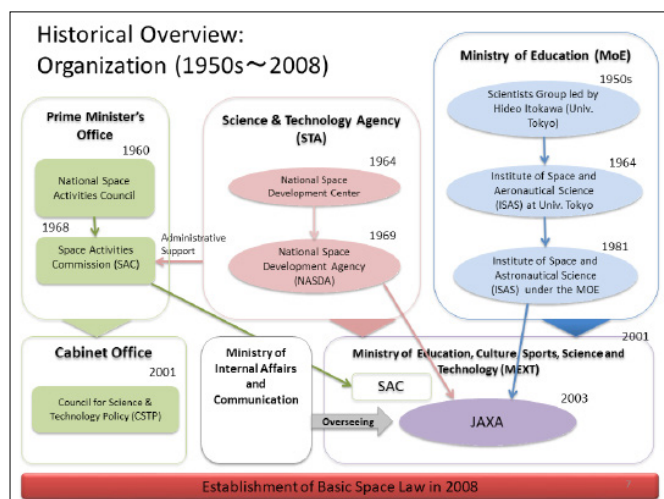 Historical Overview:
Organization (1950s～2008)
Prime Minister's
Office
1960
National Space
Activities Council
1968
Space Activities
Commission (SAC)
Administrative
Support
Science & Technology Agency
(STA)
1964
National Space
Development Center
1969
National Space
Development Agency
(NASDA)
Ministry of Education (MoE)
1950s
Scientists Group led by
Hideo Itokawa (Univ.
Tokyo)
1964
Institute of Space and
Aeronautical Science
(ISAS) at Univ. Tokyo
1981
Institute of Space and
Astronautical Science
(ISAS) under the MOE
Cabinet Office
2001
Council for Science &
Technology Policy (CSTP)
Ministry of
Internal Affairs
and
Communication
Overseeing
2001
Ministry of Education, Culture, Sports, Science and
Technology (MEXT)
SAC
2003
JAXA
Establishment of Basic Space Law in 2008
7